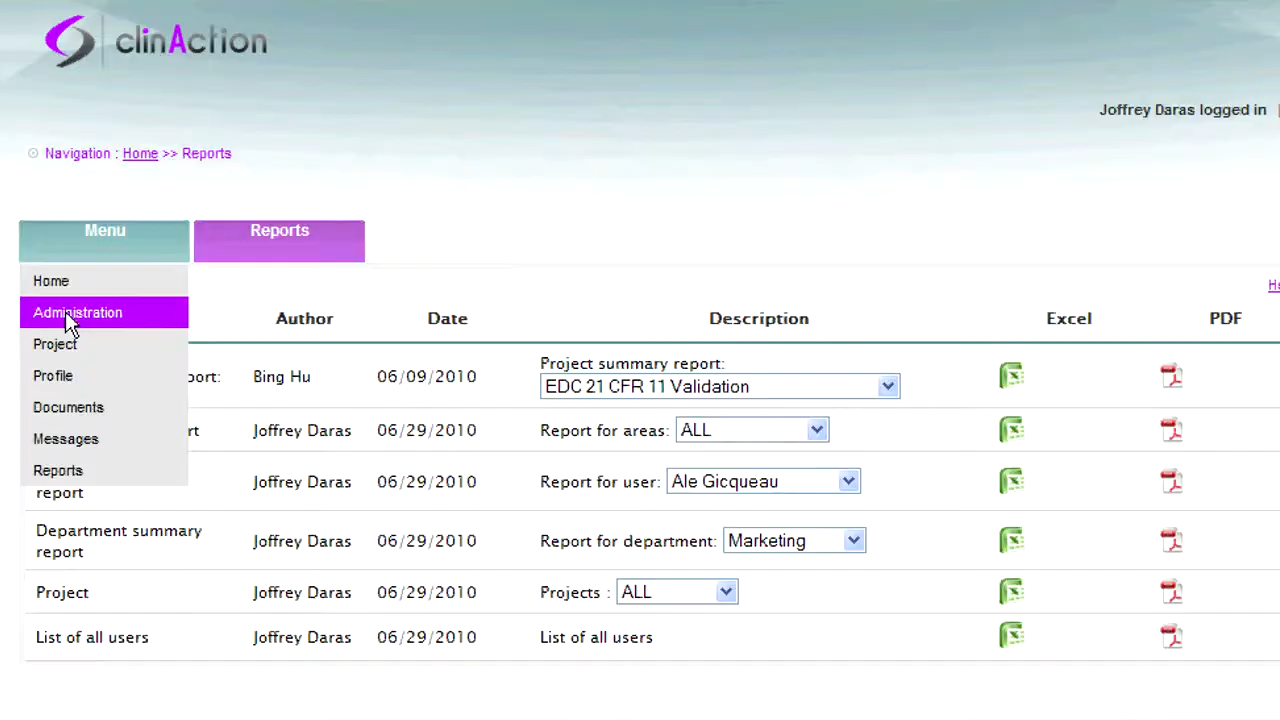 clinAction
Joffrey Daras logged in
Navigation : Home >> Reports
Menu
Reports
Home
Administration
Project
Profile
Documents
Messages
Reports
Author Date Description Excel PDF
port: Bing Hu 06/09/2010 Project summary report:
EDC 21 CFR 11 Validation
rt Joffrey Daras 06/29/2010 Report for areas: ALL
report Joffrey Daras 06/29/2010 Report for user: Ale Gicqueau
Department summary
report Joffrey Daras 06/29/2010 Report for department: Marketing
Project Joffrey Daras 06/29/2010 Projects : ALL
List of all users Joffrey Daras 06/29/2010 List of all users